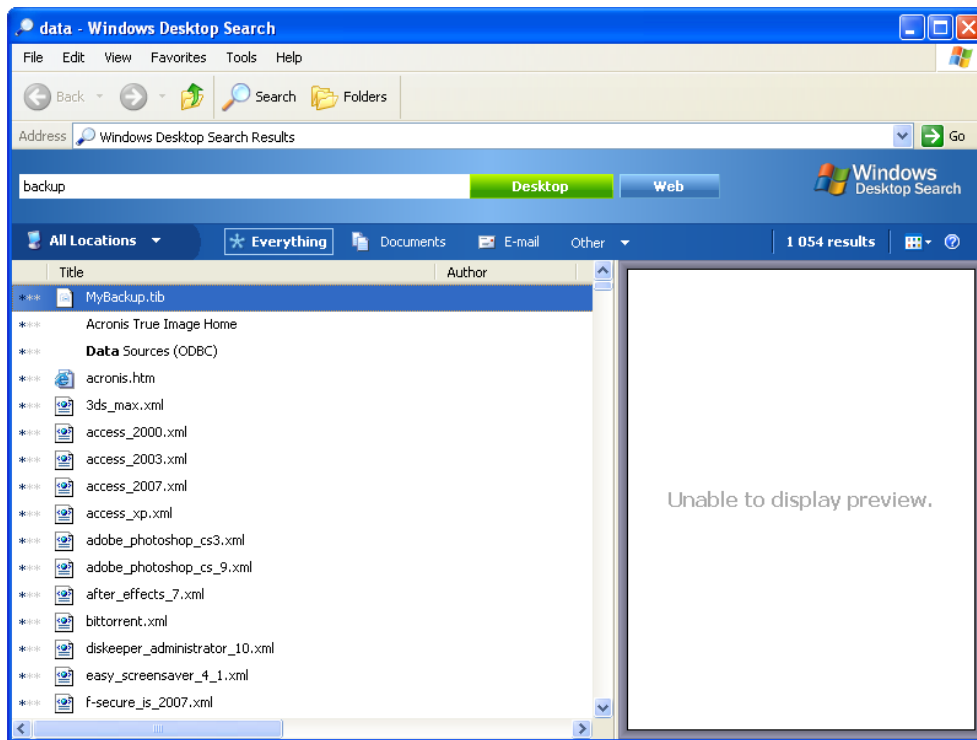 data - Windows Desktop Search
File Edit View Favorites Tools Help
Back Search Folders
Address Windows Desktop Search Results Go
backup Desktop Web Windows
Desktop Search
All Locations Everything Documents E-mail Other 1 054 results
Title Author
MyBackup.tib
Acronis True Image Home
Data Sources (ODBC)
acronis.htm
3ds_max.xml
access_2000.xml
access_2003.xml
access_2007.xml
access_xp.xml
adobe_photoshop_cs3.xml
adobe_photoshop_cs_9.xml
after_effects_7.xml
bittorrent.xml
diskeeper_administrator_10.xml
easy_screensaver_4_1.xml
f-secure_is_2007.xml
Unable to display preview.